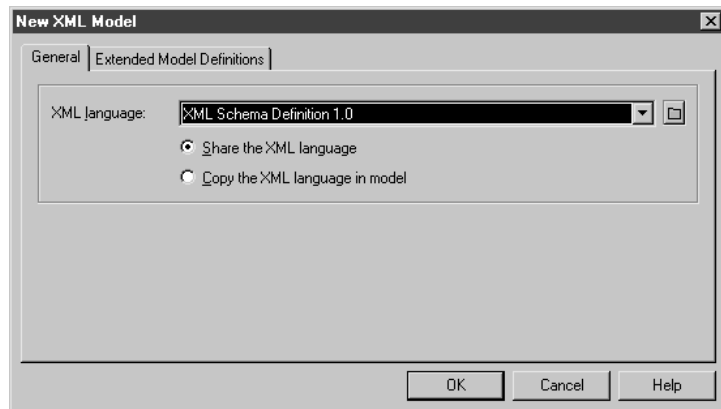 New XML Model
General Extended Model Definitions
XML language: XML Schema Definition 1.0
Share the XML language
Copy the XML language in model
OK Cancel Help